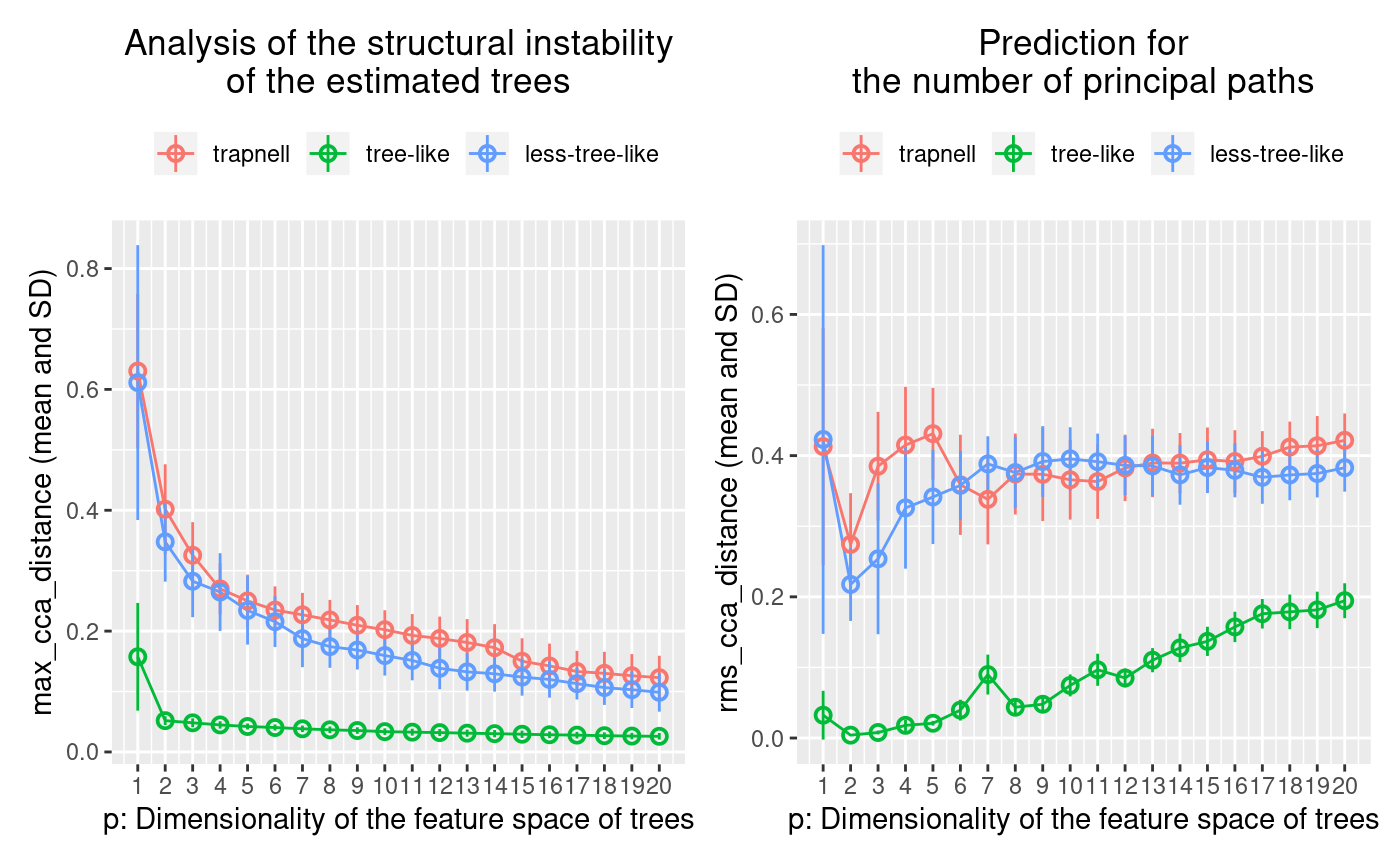 Analysis of the structural instability
of the estimated trees
trapnell tree-like less-tree-like
max_cca_distance (mean and SD)
0.8
0.6
0.4
0.2
0.0
1 2 3 4 5 6 7 8 9 10 11 12 13 14 15 16 17 18 19 20
p: Dimensionality of the feature space of trees
Prediction for
the number of principal paths
trapnell tree-like less-tree-like
rms_cca_distance (mean and SD)
0.6
0.4
0.2
0.0
1 2 3 4 5 6 7 8 9 10 11 12 13 14 15 16 17 18 19 20
p: Dimensionality of the feature space of trees